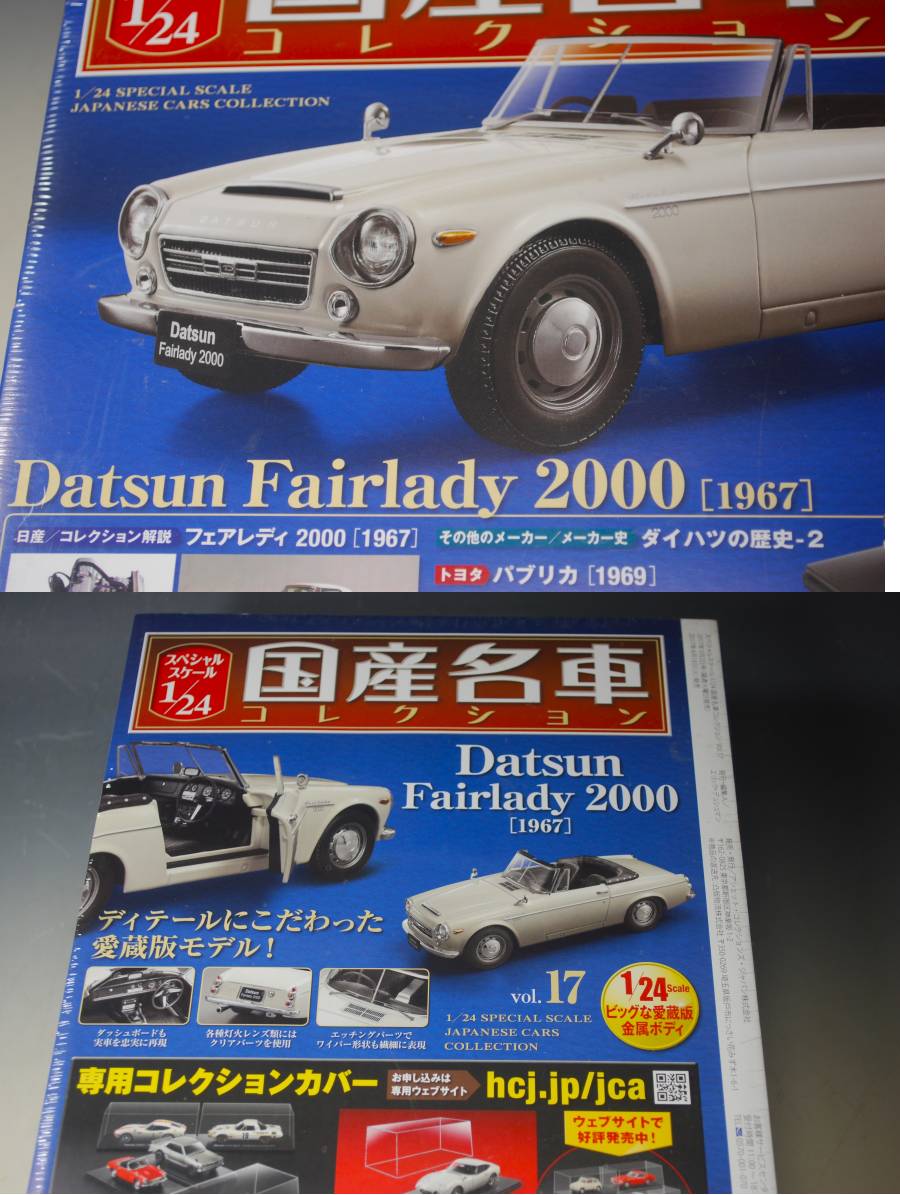 1/24
国産名車
コレクション
1/24 SPECIAL SCALE
JAPANESE CARS COLLECTION
DATSUN
2000
Datsun
Fairlady 2000
Datsun Fairlady 2000 [1967]
日産/コレクション解説 フェアレディ 2000 [1967]
その他のメーカー/メーカー史 ダイハツの歴史-2
トヨタ パブリカ [1969]
スペシャル
スケール
1/24
国産名車
コレクション
Datsun
Fairlady 2000
[1967]
ディテールにこだわった
愛蔵版モデル!
ダッシュボードも
実車を忠実に再現
各種灯火レンズ類には
クリアパーツを使用
エッチングパーツで
ワイパー形状も繊細に表現
vol.17
1/24 SPECIAL SCALE
JAPANESE CARS
COLLECTION
1/24 Scale
ビッグな愛蔵版
金属ボディ
専用コレクションカバー
お申し込みは
専用ウェブサイト
hcj.jp/jca
ウェブサイトで
好評発売中!